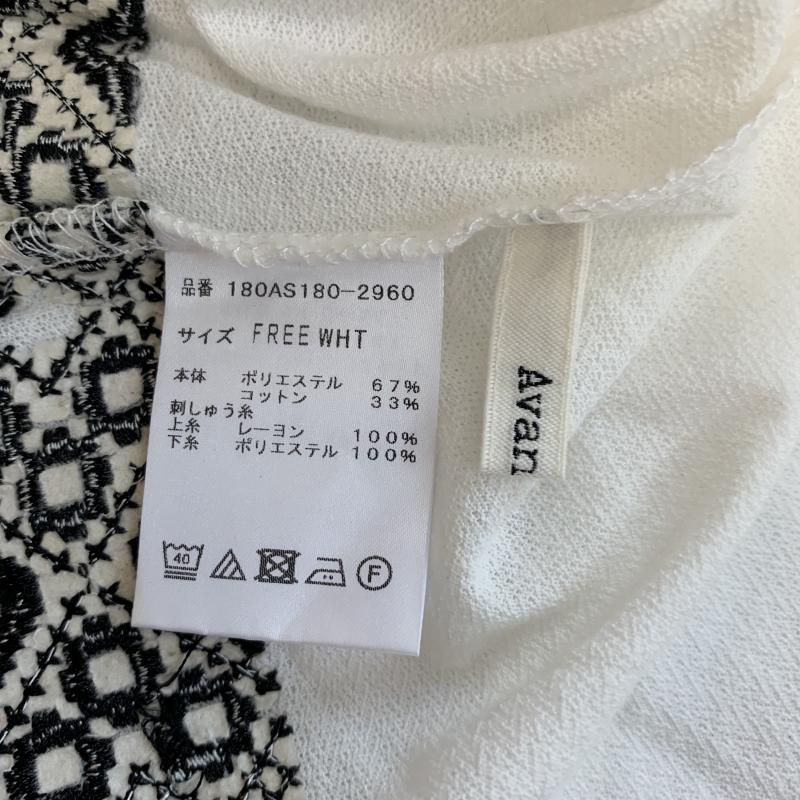 品番 180AS180-2960
サイズ FREE WHT
本体 ポリエステル 67%
コットン 33%
刺しゅう糸
上糸 レーヨン 100%
下糸 ポリエステル 100%
40
F
Avan